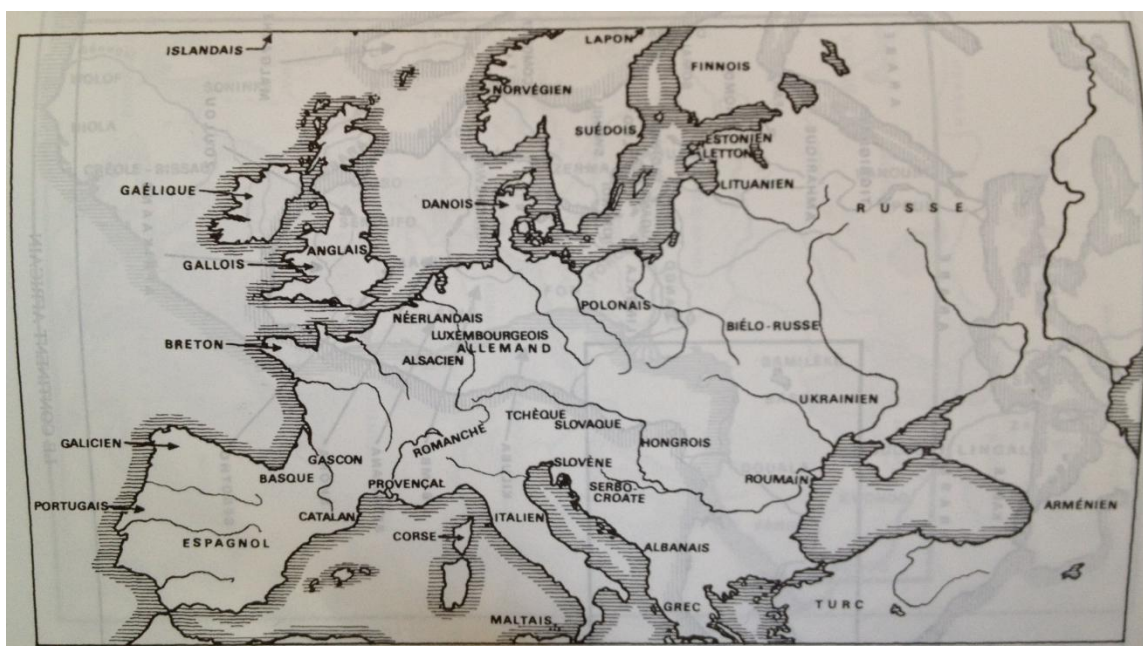 ISLANDAIS
LAPON
FINNOIS
NORVÉGIEN
SUÉDOIS
ESTONIEN
LETTON
LITUANIEN
GAÉLIQUE
DANOIS
RUSSE
ANGLAIS
GALLOIS
POLONAIS
NÉERLANDAIS
BIÉLO-RUSSE
LUXEMBOURGEOIS
BRETON
ALLEMAND
ALSACIEN
UKRAINIEN
TCHÈQUE
SLOVAQUE
GALICIEN
ROMANCHE
HONGROIS
GASCON
SLOVÈNE
BASQUE
PROVENÇAL
ROUMAIN
SERBO-
CROATE
PORTUGAIS
CATALAN
ITALIEN
ARMÉNIEN
CORSE
ESPAGNOL
ALBANAIS
GREC
TURC
MALTAIS